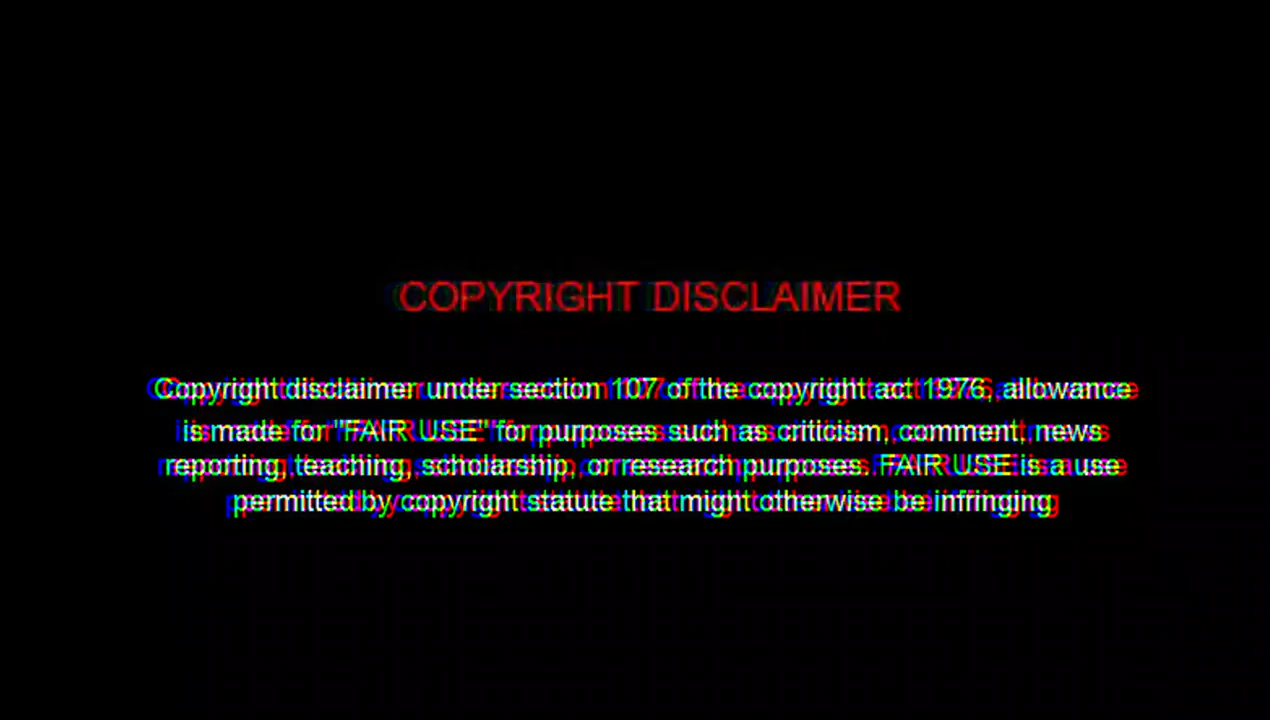 COPYRIGHT DISCLAIMER
Copyright disclaimer under section 107 of the copyright act 1976, allowance
is made for "FAIR USE" for purposes such as criticism, comment, news
reporting, teaching, scholarship, or research purposes. FAIR USE is a use
permitted by copyright statute that might otherwise be infringing